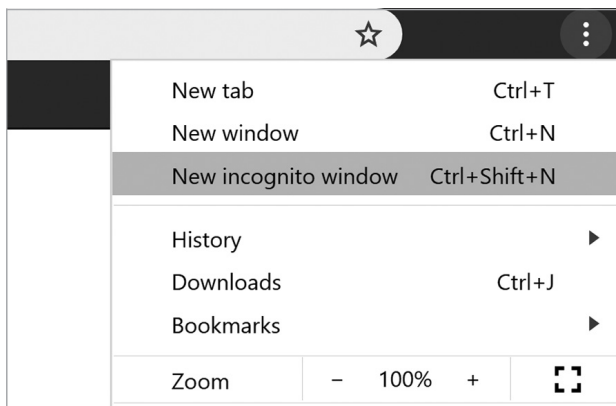 New tab Ctrl+T
New window Ctrl+N
New incognito window Ctrl+Shift+N
History
Downloads Ctrl+J
Bookmarks
Zoom − 100% +